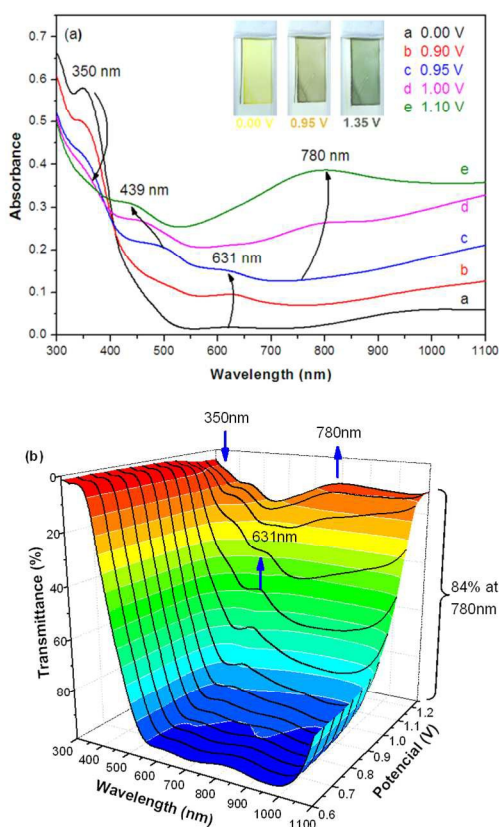 (a)
350 nm
439 nm
631 nm
780 nm
a 0.00 V
b 0.90 V
c 0.95 V
d 1.00 V
e 1.10 V
0.00 V 0.95 V 1.35 V
e
d
c
b
a
Absorbance
0.7
0.6
0.5
0.4
0.3
0.2
0.1
0.0
300 400 500 600 700 800 900 1000 1100
Wavelength (nm)
(b)
350nm
780nm
631nm
84% at
780nm
Transmittance (%)
0
20
40
60
80
300 400 500 600 700 800 900 1000 1100
Wavelength (nm)
0.6 0.7 0.8 0.9 1.0 1.1 1.2
Potencial (V)